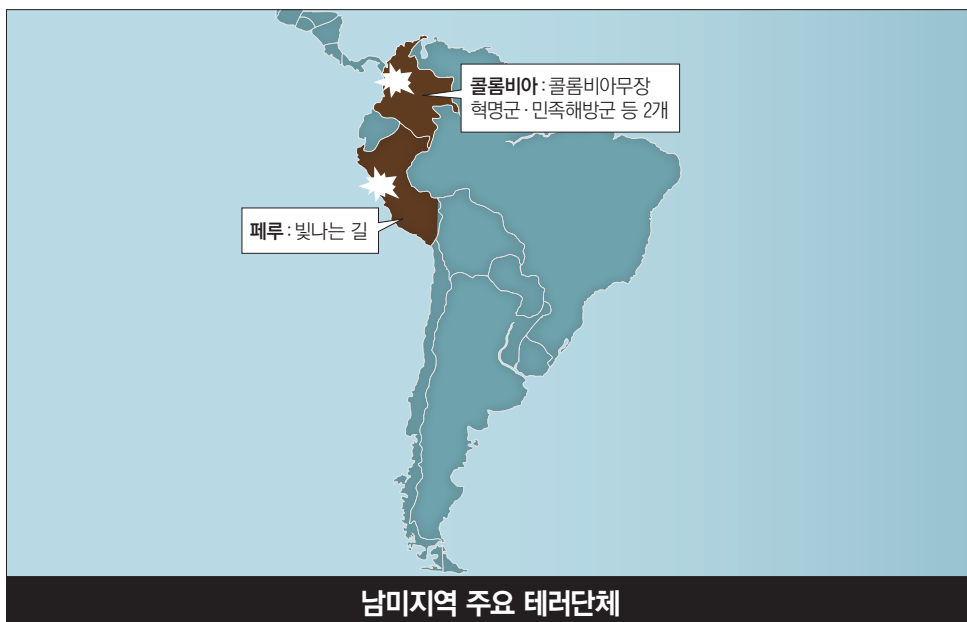 콜롬비아 : 콜롬비아무장
혁명군 · 민족해방군 등 2개
페루 : 빛나는 길
남미지역 주요 테러단체